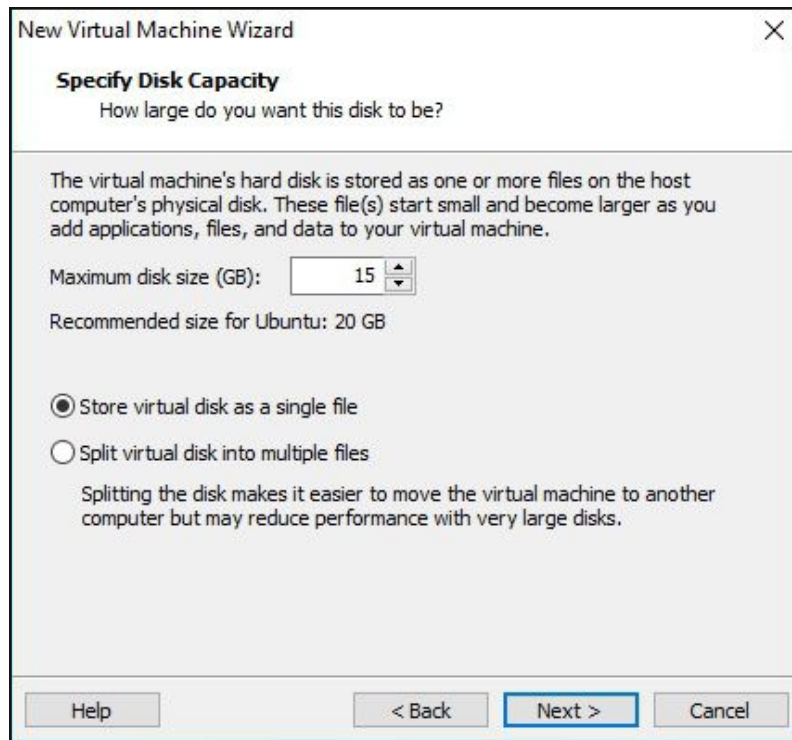 New Virtual Machine Wizard
Specify Disk Capacity
How large do you want this disk to be?
The virtual machine's hard disk is stored as one or more files on the host
computer's physical disk. These file(s) start small and become larger as you
add applications, files, and data to your virtual machine.
Maximum disk size (GB): 15
Recommended size for Ubuntu: 20 GB
Store virtual disk as a single file
Split virtual disk into multiple files
Splitting the disk makes it easier to move the virtual machine to another
computer but may reduce performance with very large disks.
Help < Back Next > Cancel